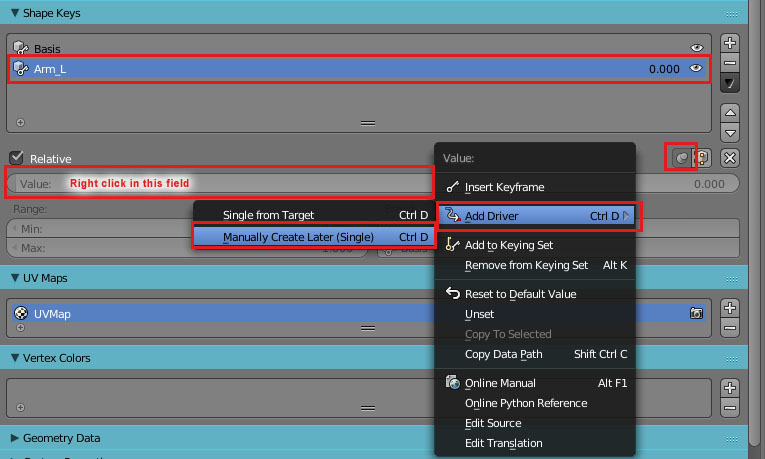 Shape Keys
Basis
Arm_L 0.000
Relative
Value: Right click in this field 0.000
Range:
Min:
Max: 1.000
Value:
Insert Keyframe
Add Driver Ctrl D
Single from Target Ctrl D
Manually Create Later (Single) Ctrl D
Add to Keying Set
Remove from Keying Set Alt K
Reset to Default Value
Unset
Copy To Selected
Copy Data Path Shift Ctrl C
Online Manual Alt F1
Online Python Reference
Edit Source
Edit Translation
UV Maps
UVMap
Vertex Colors
Geometry Data